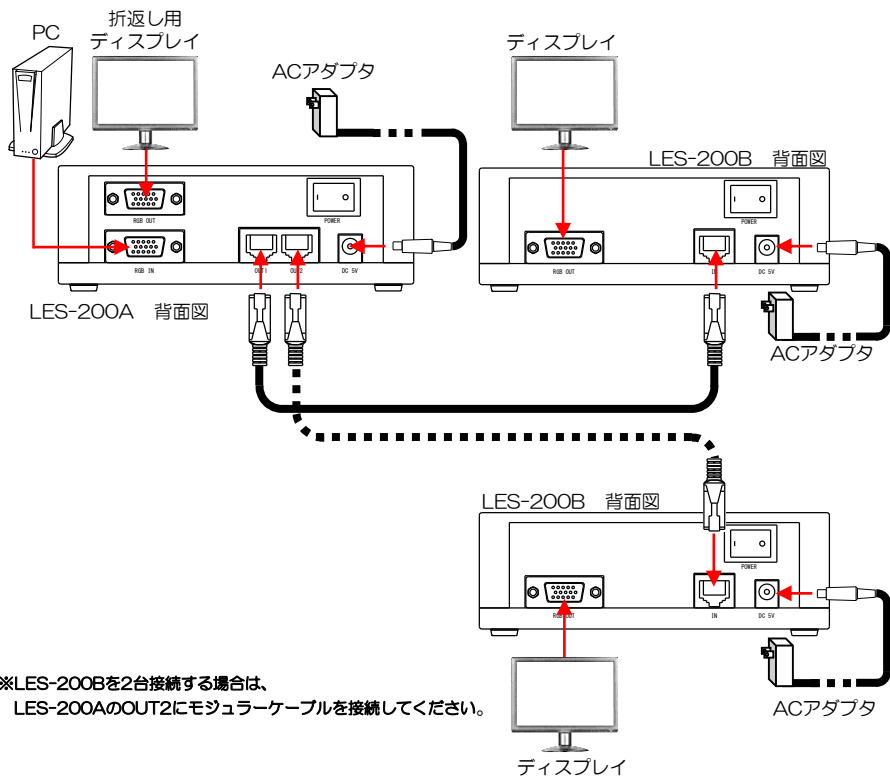 PC
折返し用
ディスプレイ
ACアダプタ
ディスプレイ
LES-200B 背面図
RGB OUT
POWER
RGB IN
OUT1
OUT2
DC 5V
LES-200A 背面図
POWER
RGB OUT
IN
DC 5V
ACアダプタ
LES-200B 背面図
POWER
RGB OUT
IN
DC 5V
※LES-200Bを2台接続する場合は、
LES-200AのOUT2にモジュラーケーブルを接続してください。
ACアダプタ
ディスプレイ